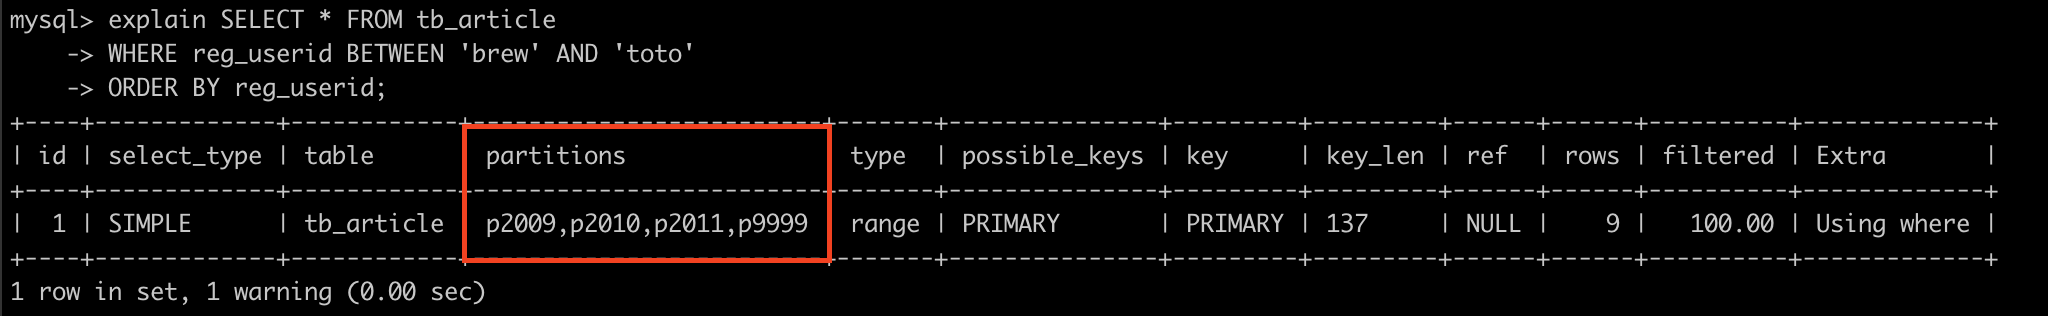 mysql> explain SELECT * FROM tb_article
    -> WHERE reg_userid BETWEEN 'brew' AND 'toto'
    -> ORDER BY reg_userid;
+----+-------------+------------+-------------------------+-------+---------------+---------+---------+------+------+----------+-------------+
| id | select_type | table        partitions                type  | possible_keys | key     | key_len | ref  | rows | filtered | Extra       |
+----+-------------+------------+-------------------------+-------+---------------+---------+---------+------+------+----------+-------------+
|  1 | SIMPLE      | tb_article   p2009,p2010,p2011,p9999   range | PRIMARY       | PRIMARY | 137     | NULL |    9 |   100.00 | Using where |
+----+-------------+------------+-------------------------+-------+---------------+---------+---------+------+------+----------+-------------+
1 row in set, 1 warning (0.00 sec)